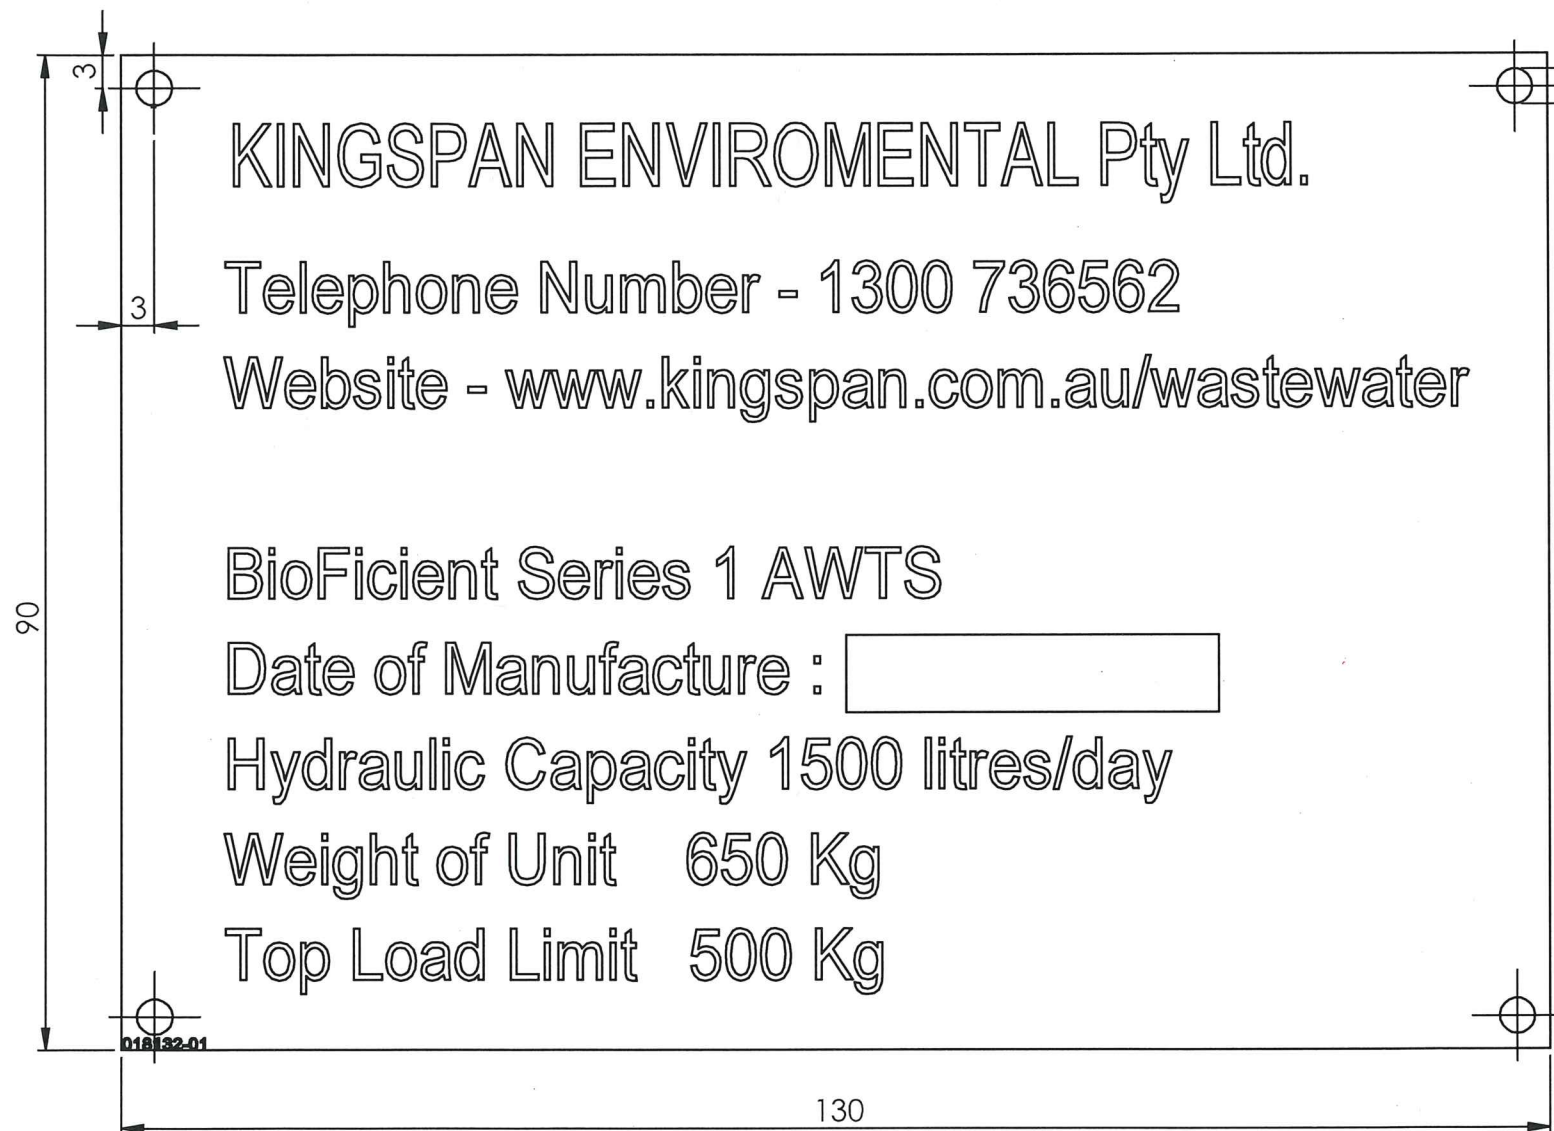 3
KINGSPAN ENVIROMENTAL Pty Ltd.
Telephone Number - 1300 736562
3
Website - www.kingspan.com.au/wastewater
BioFicient Series 1 AWTS
90
Date of Manufacture :
Hydraulic Capacity 1500 litres/day
Weight of Unit 650 Kg
Top Load Limit 500 Kg
018132-01
130